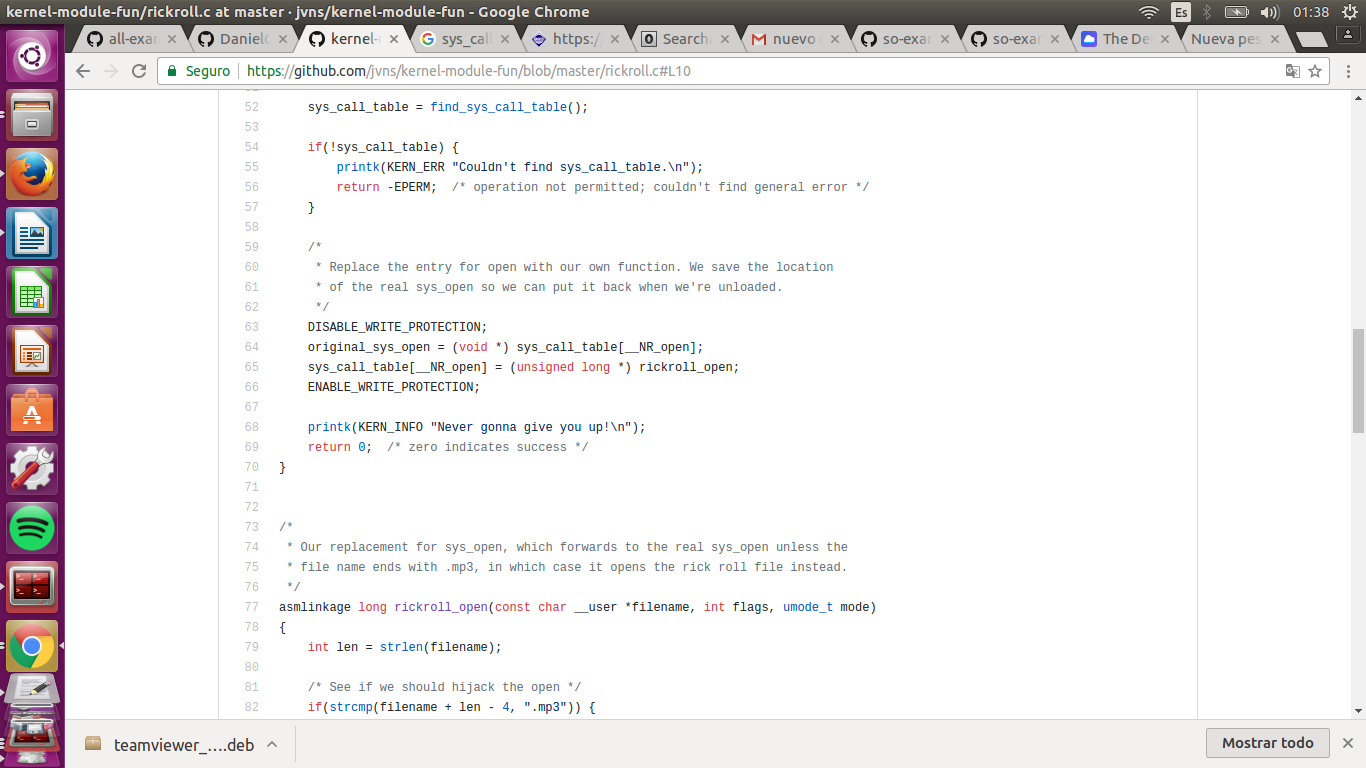 kernel-module-fun/rickroll.c at master · jvns/kernel-module-fun - Google Chrome
Es
01:38
all-exar
Daniel
kernel-
sys_call
https:/
Search
nuevo
so-exar
so-exar
The De
Nueva pes
Seguro
https://github.com/jvns/kernel-module-fun/blob/master/rickroll.c#L10
52 sys_call_table = find_sys_call_table();
53
54 if(!sys_call_table) {
55 printk(KERN_ERR "Couldn't find sys_call_table.\n");
56 return -EPERM;  /* operation not permitted; couldn't find general error */
57 }
58
59 /*
60 * Replace the entry for open with our own function. We save the location
61 * of the real sys_open so we can put it back when we're unloaded.
62 */
63 DISABLE_WRITE_PROTECTION;
64 original_sys_open = (void *) sys_call_table[__NR_open];
65 sys_call_table[__NR_open] = (unsigned long *) rickroll_open;
66 ENABLE_WRITE_PROTECTION;
67
68 printk(KERN_INFO "Never gonna give you up!\n");
69 return 0;  /* zero indicates success */
70 }
71
72
73 /*
74 * Our replacement for sys_open, which forwards to the real sys_open unless the
75 * file name ends with .mp3, in which case it opens the rick roll file instead.
76 */
77 asmlinkage long rickroll_open(const char __user *filename, int flags, umode_t mode)
78 {
79 int len = strlen(filename);
80
81 /* See if we should hijack the open */
82 if(strcmp(filename + len - 4, ".mp3")) {
teamviewer_....deb
Mostrar todo